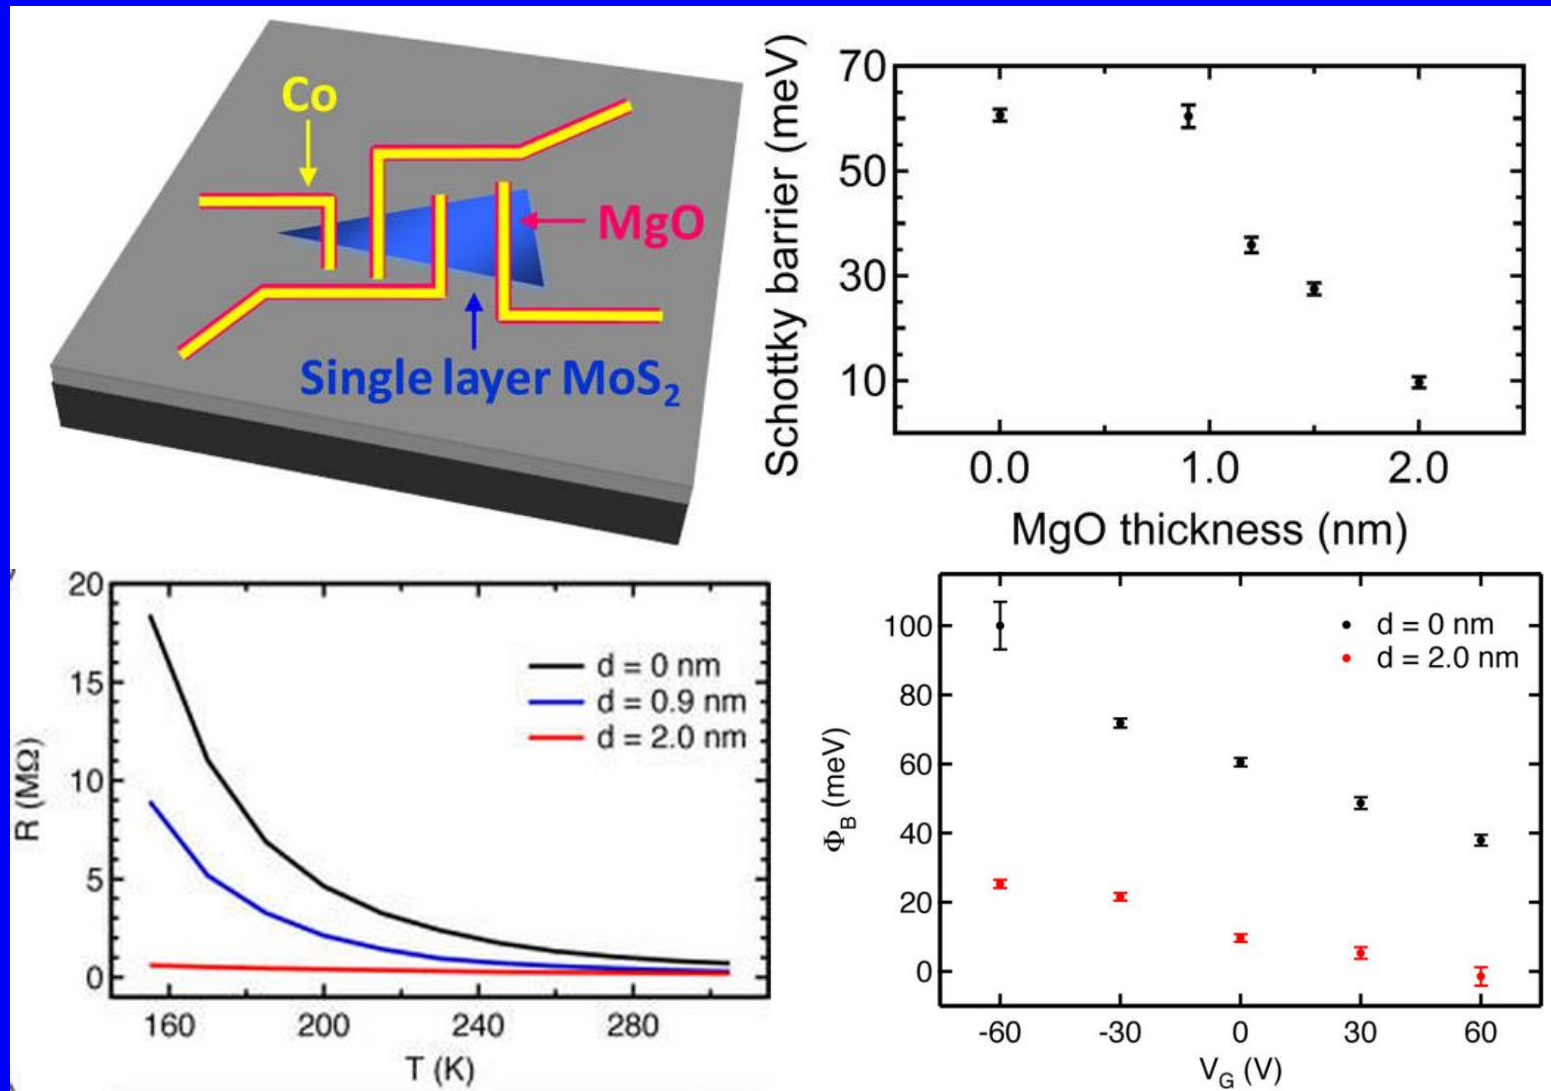 Co
MgO
Single layer MoS₂
Schottky barrier (meV)
70
50
30
10
0.0 1.0 2.0
MgO thickness (nm)
R (MΩ)
20
15
10
5
0
d = 0 nm
d = 0.9 nm
d = 2.0 nm
160 200 240 280
T (K)
Φ_B (meV)
100
80
60
40
20
0
d = 0 nm
d = 2.0 nm
-60 -30 0 30 60
V_G (V)